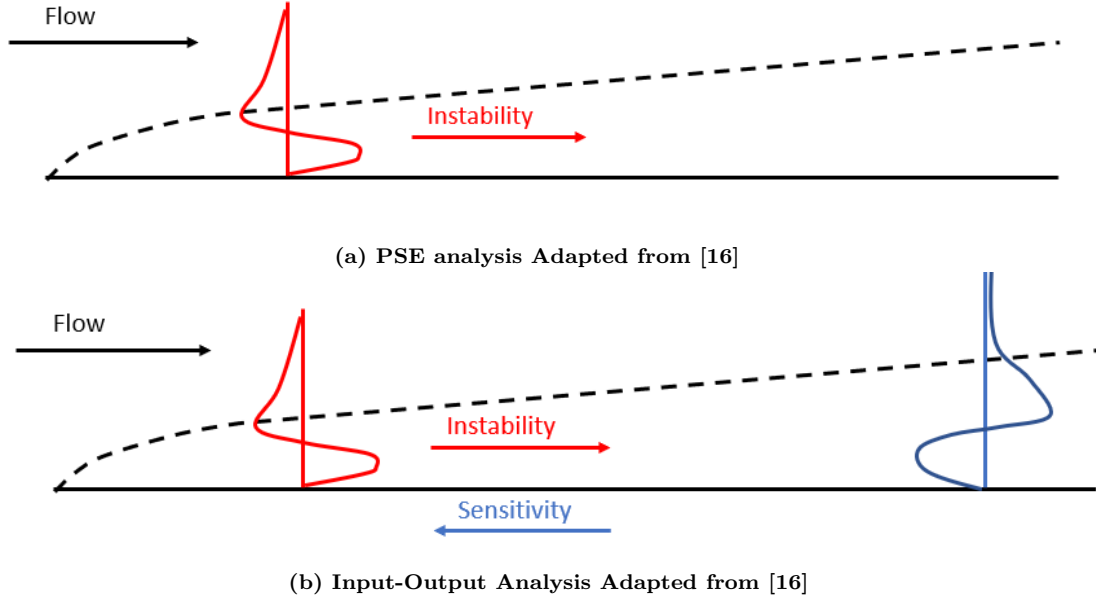 Flow
Instability
(a) PSE analysis Adapted from [16]
Flow
Instability
Sensitivity
(b) Input-Output Analysis Adapted from [16]